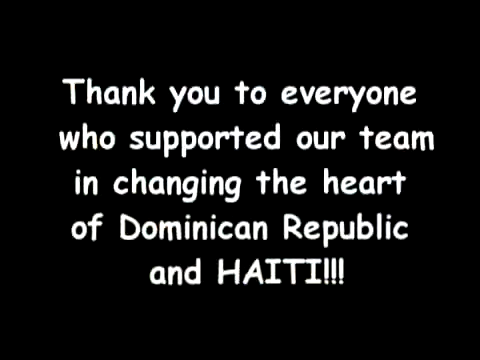 Thank you to everyone
who supported our team
in changing the heart
of Dominican Republic
and HAITI!!!